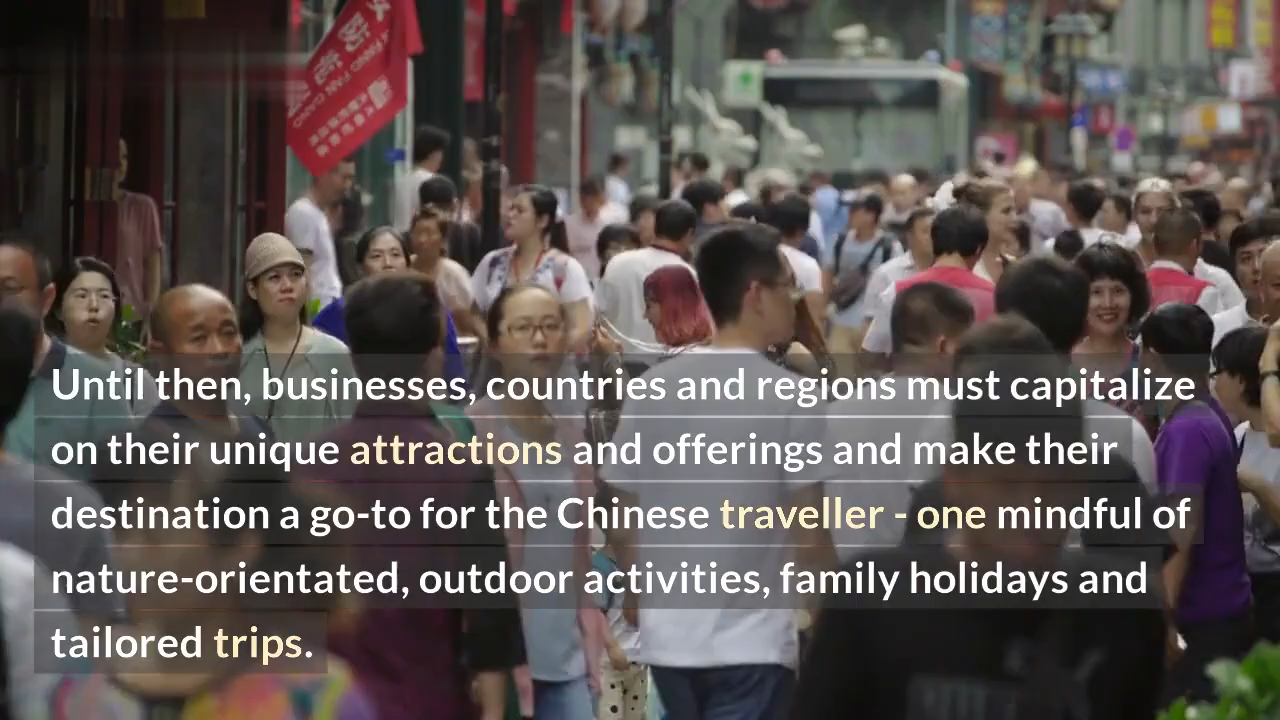 Until then, businesses, countries and regions must capitalize
on their unique attractions and offerings and make their
destination a go-to for the Chinese traveller - one mindful of
nature-orientated, outdoor activities, family holidays and
tailored trips.